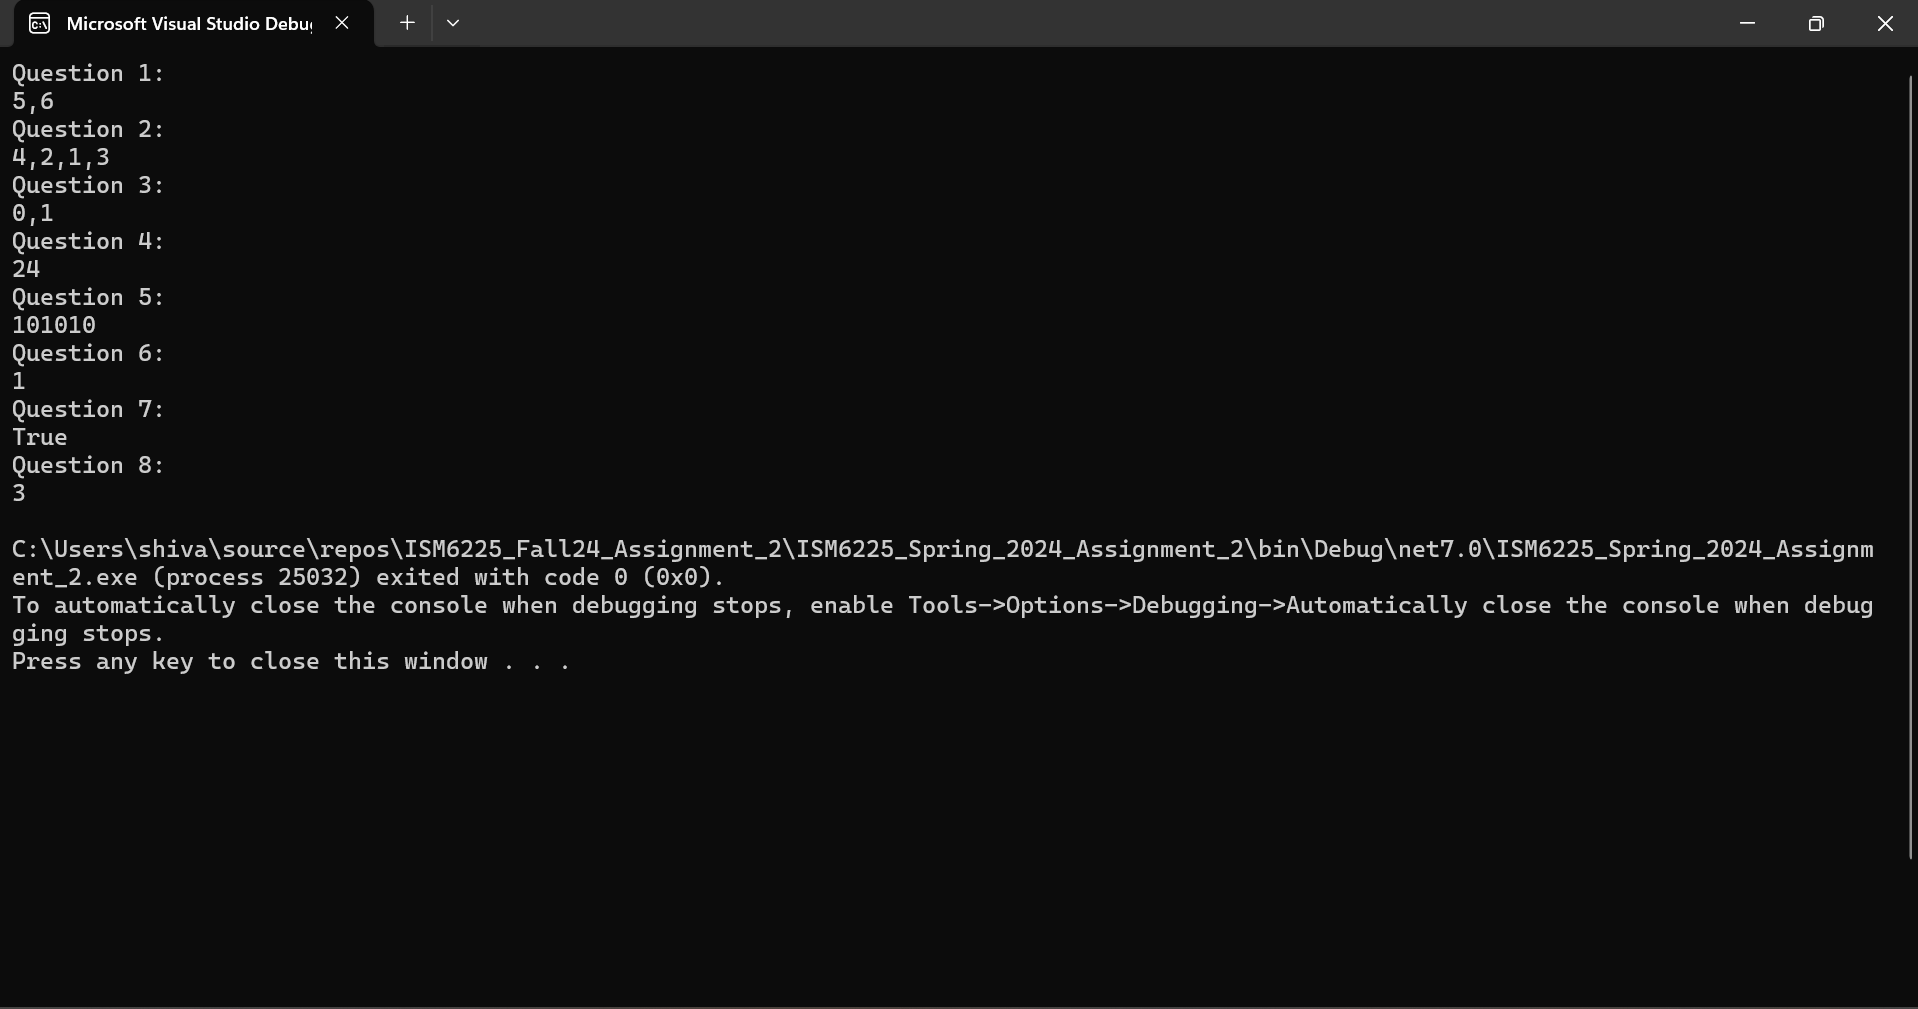 Microsoft Visual Studio Debu
Question 1:
5,6
Question 2:
4,2,1,3
Question 3:
0,1
Question 4:
24
Question 5:
101010
Question 6:
1
Question 7:
True
Question 8:
3
C:\Users\shiva\source\repos\ISM6225_Fall24_Assignment_2\ISM6225_Spring_2024_Assignment_2\bin\Debug\net7.0\ISM6225_Spring_2024_Assignm
ent_2.exe (process 25032) exited with code 0 (0x0).
To automatically close the console when debugging stops, enable Tools->Options->Debugging->Automatically close the console when debug
ging stops.
Press any key to close this window . . .